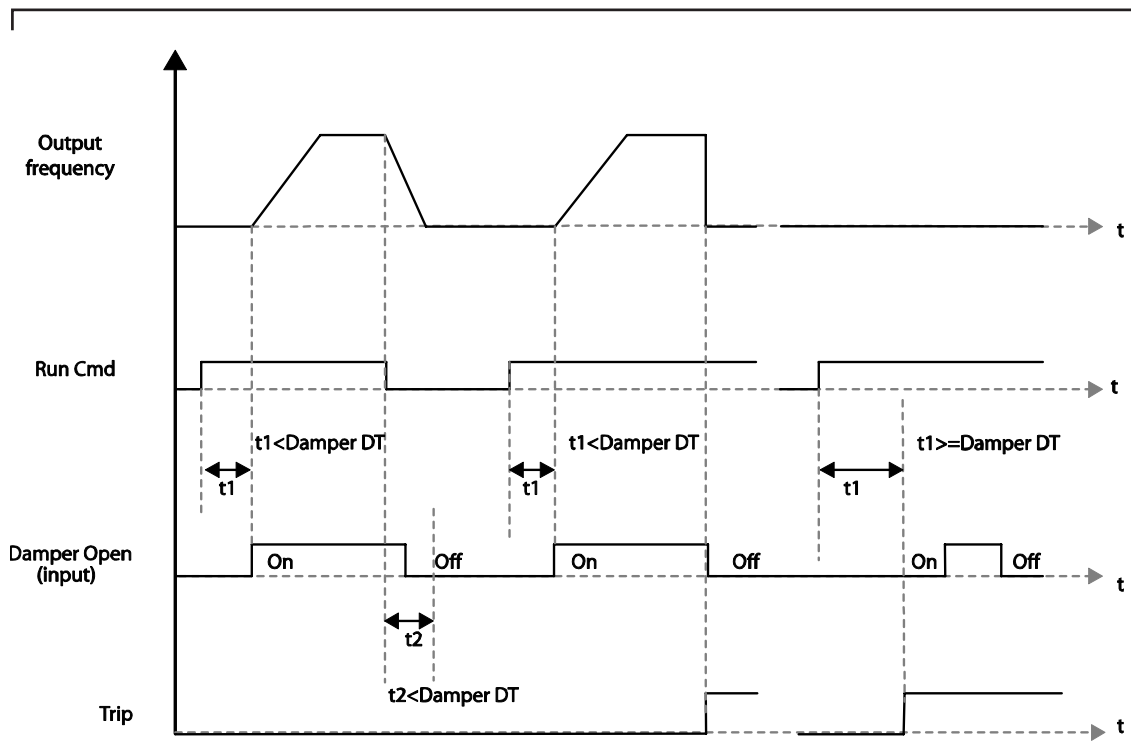 Output
frequency
t
Run Cmd
t
t1<Damper DT
t1<Damper DT
t1>=Damper DT
t1
t1
t1
Damper Open
(input)
On
Off
On
Off
On
Off
t
t2
t2<Damper DT
Trip
t